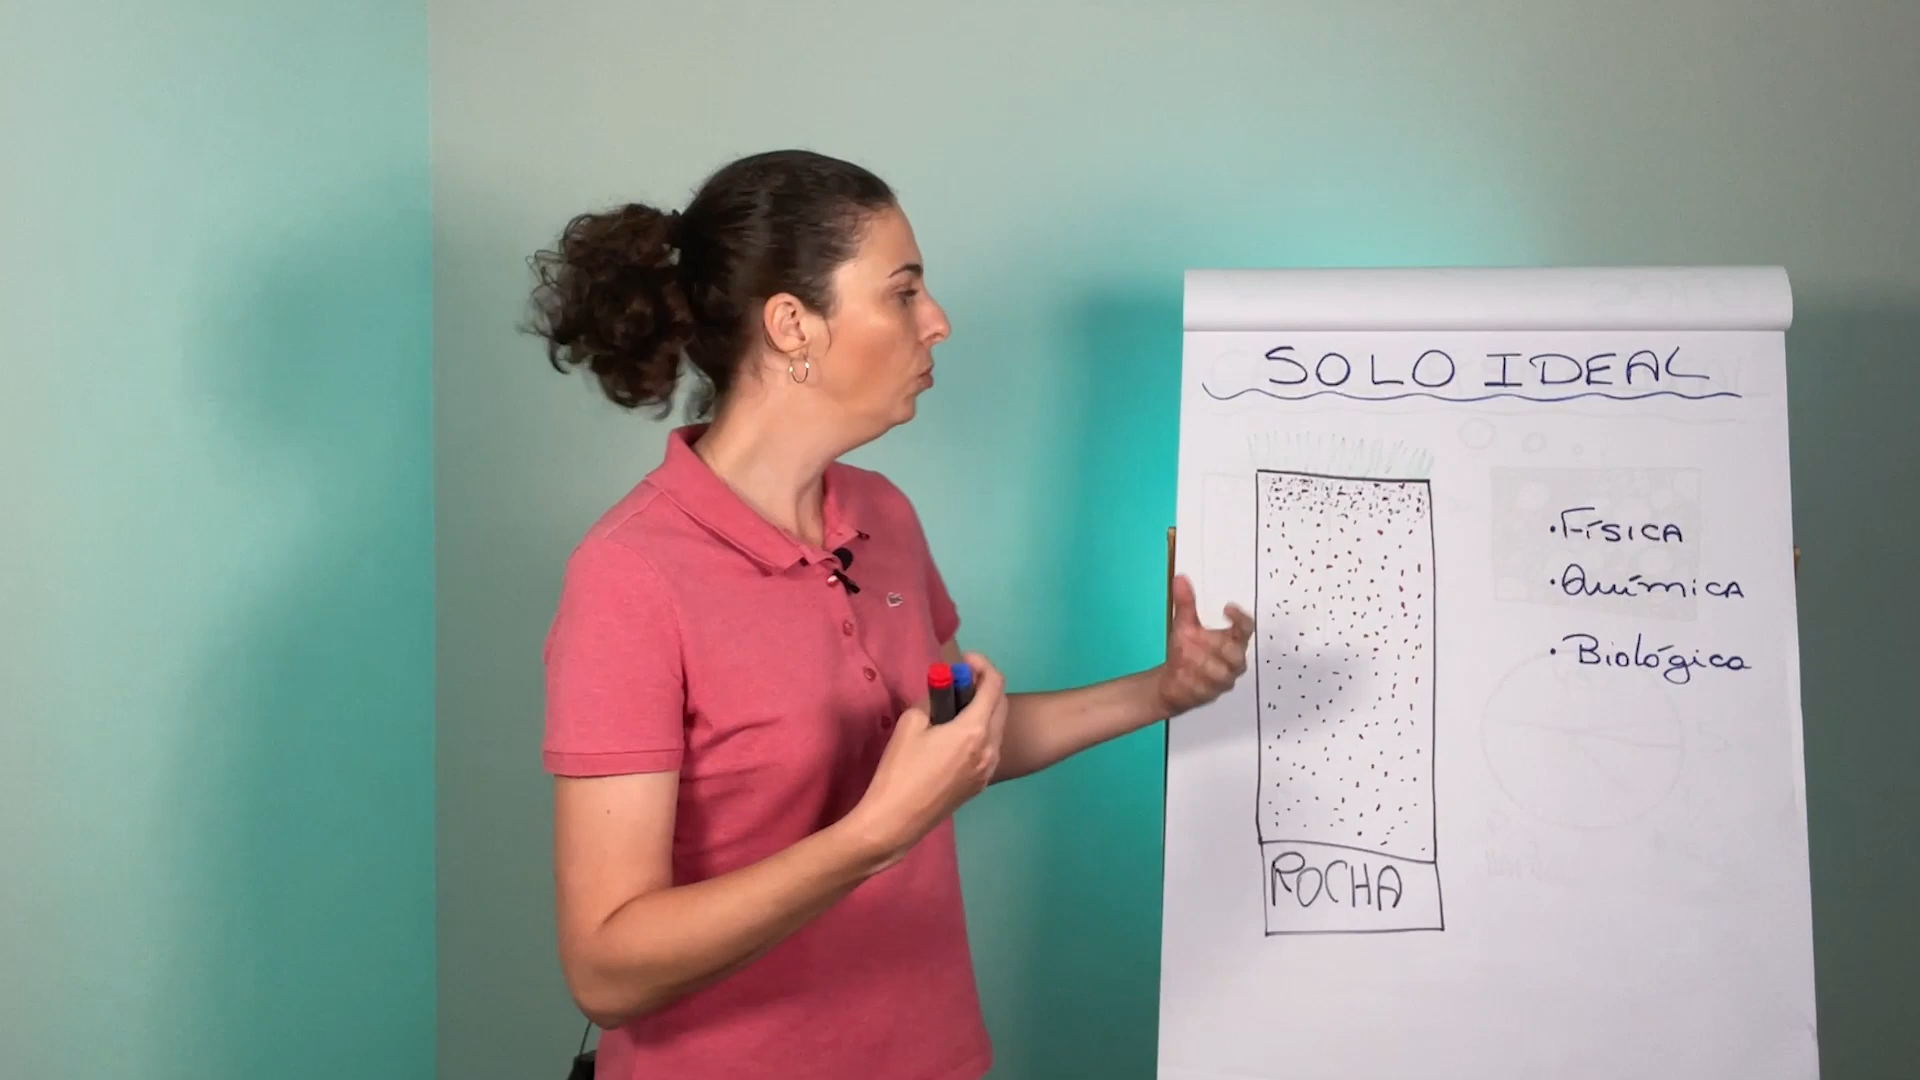 SOLO IDEAL
•FÍSICA
•QUÍMICA
•Biológica
ROCHA